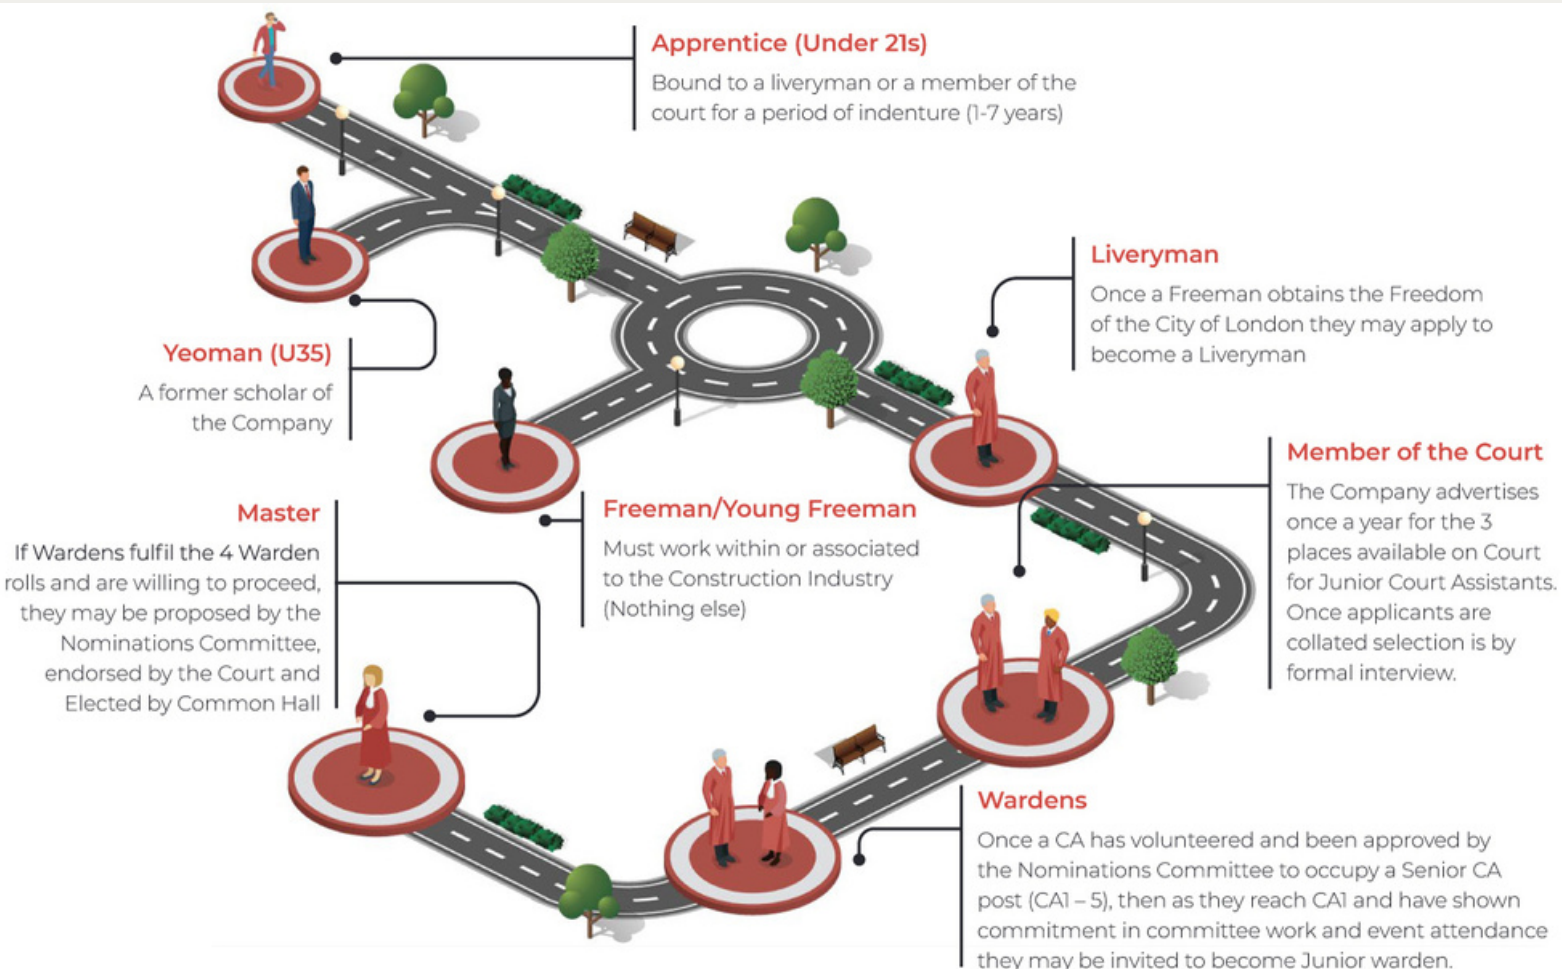 Apprentice (Under 21s)
Bound to a liveryman or a member of the
court for a period of indenture (1-7 years)
Yeoman (U35)
A former scholar of
the Company
Liveryman
Once a Freeman obtains the Freedom
of the City of London they may apply to
become a Liveryman
Freeman/Young Freeman
Must work within or associated
to the Construction Industry
(Nothing else)
Member of the Court
The Company advertises
once a year for the 3
places available on Court
for Junior Court Assistants.
Once applicants are
collated selection is by
formal interview.
Master
If Wardens fulfil the 4 Warden
rolls and are willing to proceed,
they may be proposed by the
Nominations Committee,
endorsed by the Court and
Elected by Common Hall
Wardens
Once a CA has volunteered and been approved by
the Nominations Committee to occupy a Senior CA
post (CA1 – 5), then as they reach CA1 and have shown
commitment in committee work and event attendance
they may be invited to become Junior warden.